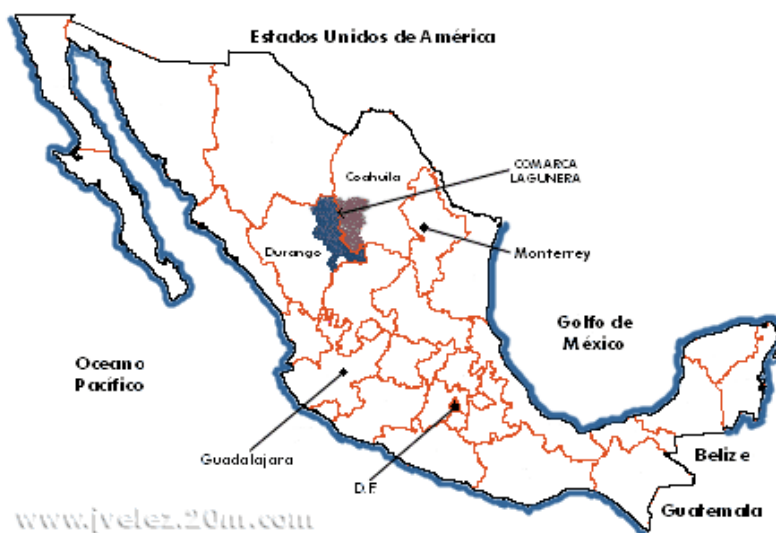 Estados Unidos de América
COMARCA
LAGUNERA
Coahuila
Durango
Monterrey
Golfo de
México
Oceano
Pacífico
Guadalajara
D.F.
Belize
Guatemala
www.jvelez.20m.com